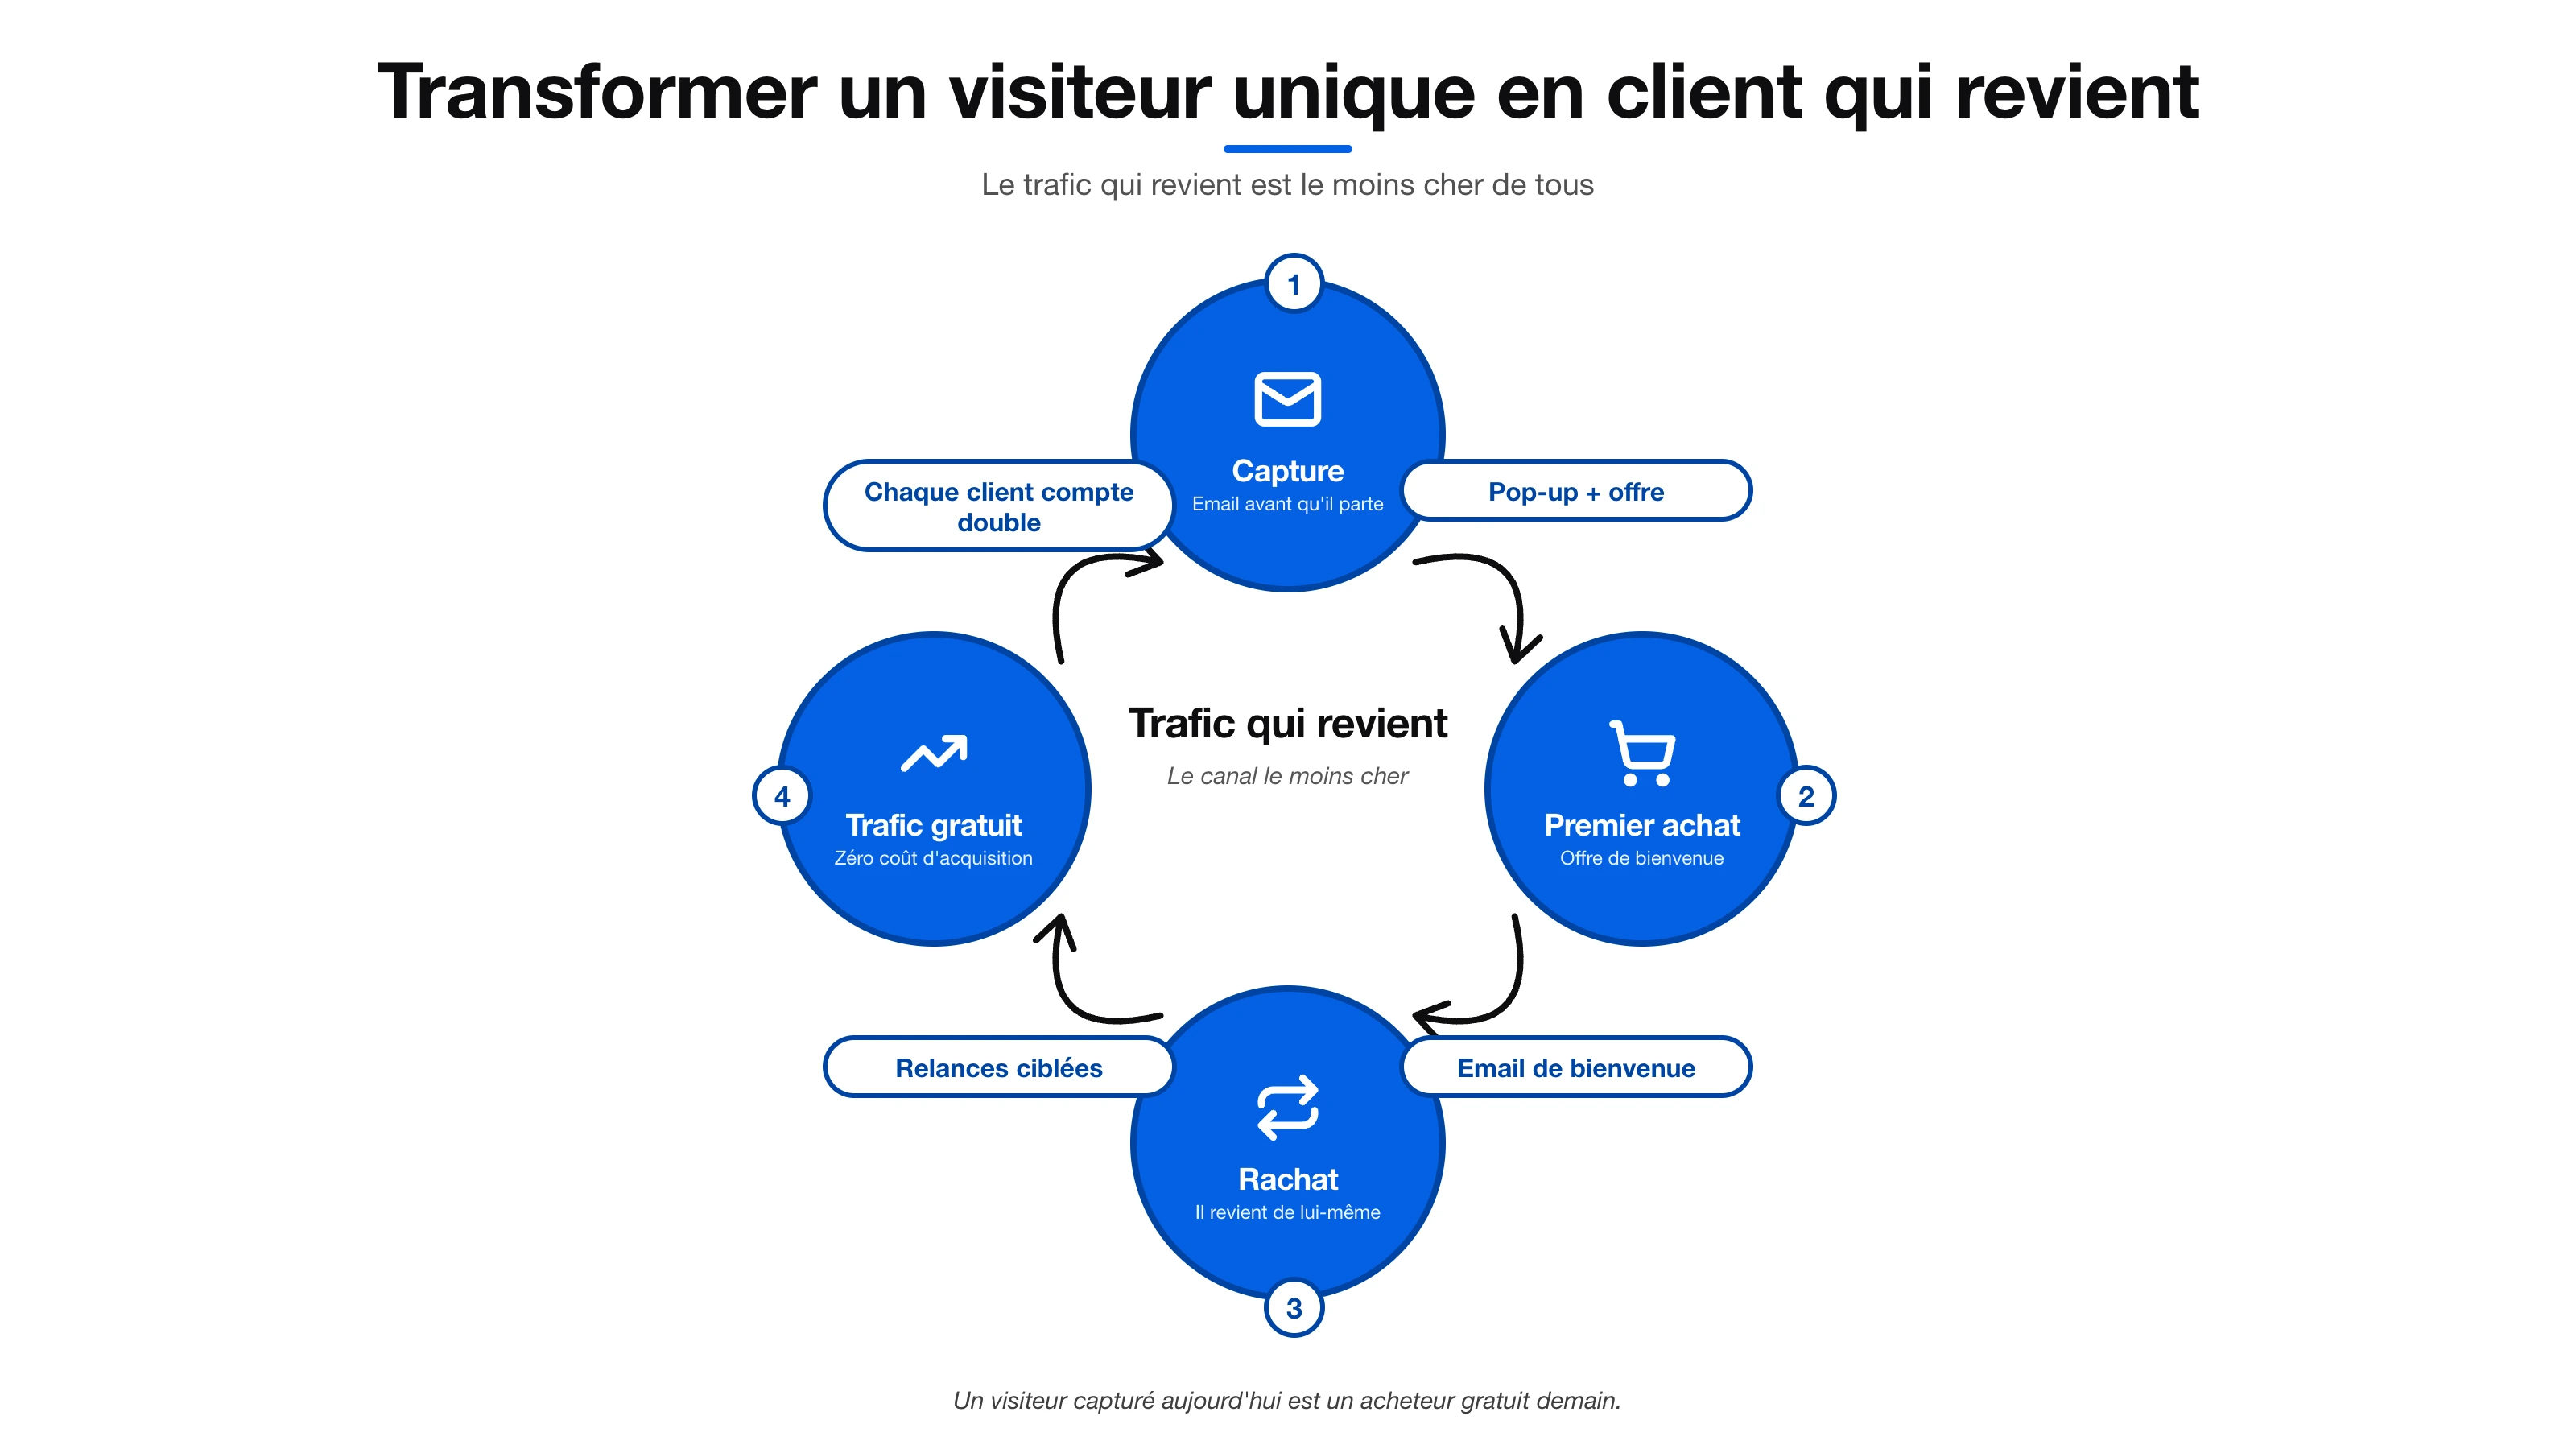 Transformer un visiteur unique en client qui revient
Le trafic qui revient est le moins cher de tous
1
Capture
Email avant qu'il parte
Chaque client compte
double
Pop-up + offre
Trafic qui revient
Le canal le moins cher
4
Trafic gratuit
Zéro coût d'acquisition
2
Premier achat
Offre de bienvenue
Relances ciblées
Email de bienvenue
Rachat
Il revient de lui-même
3
Un visiteur capturé aujourd'hui est un acheteur gratuit demain.